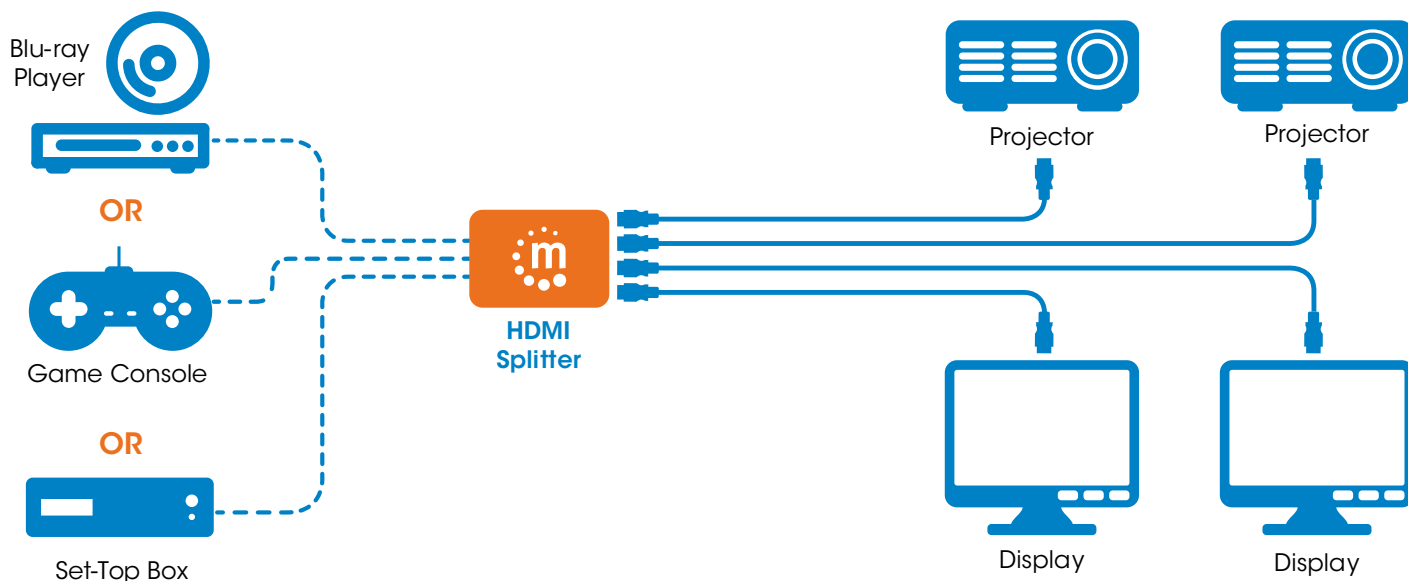 Blu-ray
Player
OR
Game Console
OR
Set-Top Box
m
HDMI
Splitter
Projector
Projector
Display
Display